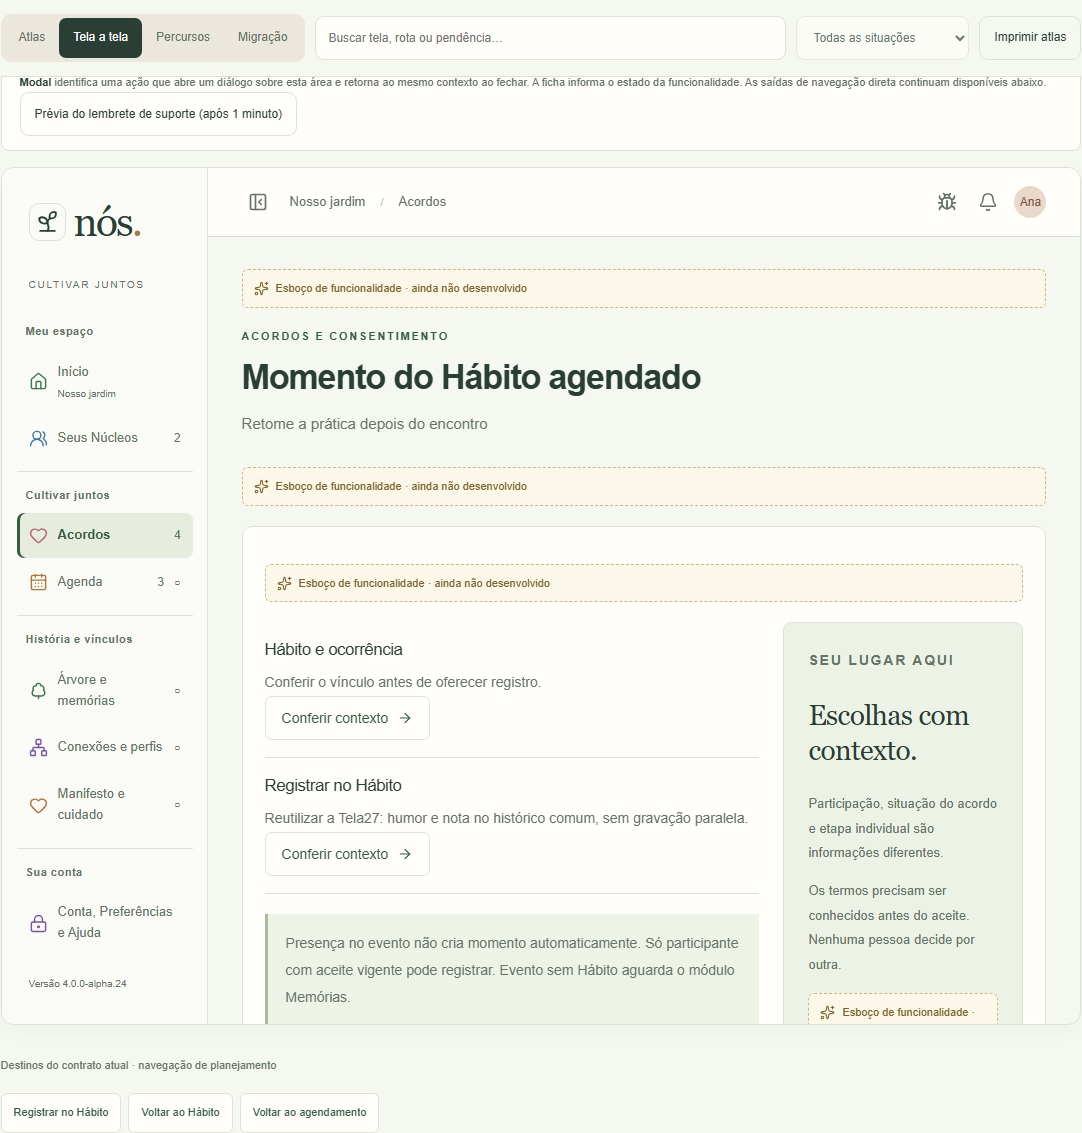 Atlas
Tela a tela
Percursos
Migração
Buscar tela, rota ou pendência...
Todas as situações
Imprimir atlas
Modal identifica uma ação que abre um diálogo sobre esta área e retorna ao mesmo contexto ao fechar. A ficha informa o estado da funcionalidade. As saídas de navegação direta continuam disponíveis abaixo.
Prévia do lembrete de suporte (após 1 minuto)
nós.
CULTIVAR JUNTOS
Meu espaço
Início
Nosso jardim
Seus Núcleos 2
Cultivar juntos
Acordos 4
Agenda 3
História e vínculos
Árvore e
memórias
Conexões e perfis
Manifesto e
cuidado
Sua conta
Conta, Preferências
e Ajuda
Versão 4.0.0-alpha.24
Nosso jardim / Acordos
Ana
Esboço de funcionalidade · ainda não desenvolvido
ACORDOS E CONSENTIMENTO
Momento do Hábito agendado
Retome a prática depois do encontro
Esboço de funcionalidade · ainda não desenvolvido
Esboço de funcionalidade · ainda não desenvolvido
Hábito e ocorrência
Conferir o vínculo antes de oferecer registro.
Conferir contexto →
Registrar no Hábito
Reutilizar a Tela27: humor e nota no histórico comum, sem gravação paralela.
Conferir contexto →
Presença no evento não cria momento automaticamente. Só participante
com aceite vigente pode registrar. Evento sem Hábito aguarda o módulo
Memórias.
SEU LUGAR AQUI
Escolhas com
contexto.
Participação, situação do acordo
e etapa individual são
informações diferentes.
Os termos precisam ser
conhecidos antes do aceite.
Nenhuma pessoa decide por
outra.
Esboço de funcionalidade ·
Destinos do contrato atual · navegação de planejamento
Registrar no Hábito
Voltar ao Hábito
Voltar ao agendamento